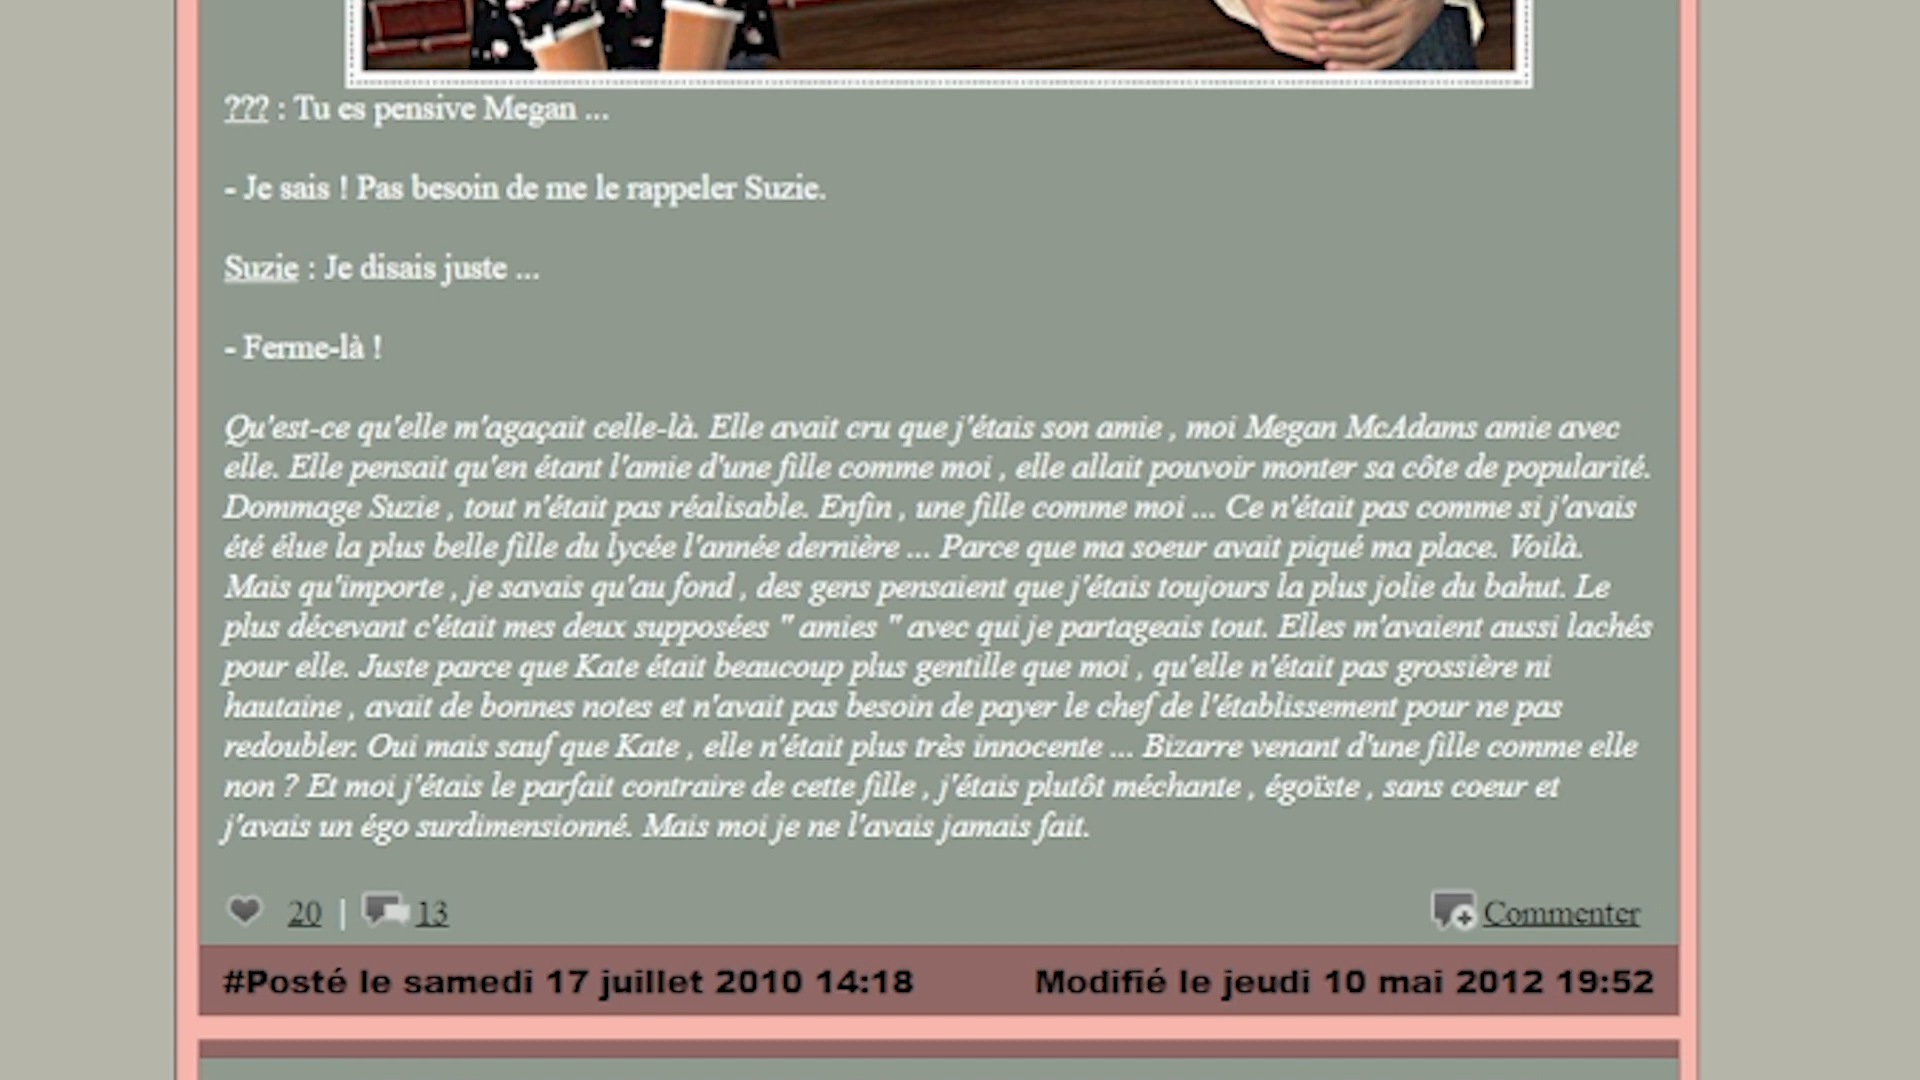 ??? : Tu es pensive Megan ...
- Je sais ! Pas besoin de me le rappeler Suzie.
Suzie : Je disais juste ...
- Ferme-là !
Qu'est-ce qu'elle m'agaçait celle-là. Elle avait cru que j'étais son amie , moi Megan McAdams amie avec
elle. Elle pensait qu'en étant l'amie d'une fille comme moi , elle allait pouvoir monter sa côte de popularité.
Dommage Suzie , tout n'était pas réalisable. Enfin , une fille comme moi ... Ce n'était pas comme si j'avais
été élue la plus belle fille du lycée l'année dernière ... Parce que ma soeur avait piqué ma place. Voilà.
Mais qu'importe , je savais qu'au fond , des gens pensaient que j'étais toujours la plus jolie du bahut. Le
plus décevant c'était mes deux supposées " amies " avec qui je partageais tout. Elles m'avaient aussi lachés
pour elle. Juste parce que Kate était beaucoup plus gentille que moi , qu'elle n'était pas grossière ni
hautaine , avait de bonnes notes et n'avait pas besoin de payer le chef de l'établissement pour ne pas
redoubler. Oui mais sauf que Kate , elle n'était plus très innocente ... Bizarre venant d'une fille comme elle
non ? Et moi j'étais le parfait contraire de cette fille , j'étais plutôt méchante , égoïste , sans coeur et
j'avais un égo surdimensionné. Mais moi je ne l'avais jamais fait.
20 | 13 Commenter
#Posté le samedi 17 juillet 2010 14:18 Modifié le jeudi 10 mai 2012 19:52